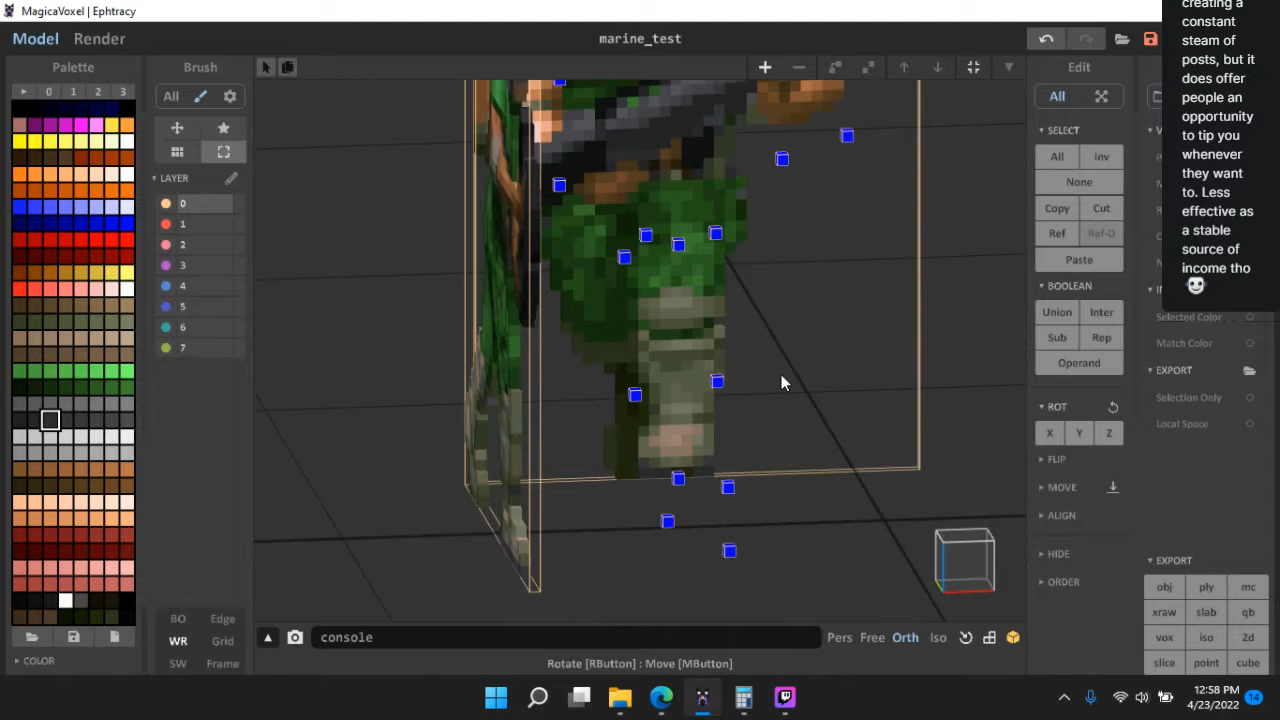 MagicaVoxel | Ephtracy
Model Render
marine_test
Palette
0 1 2 3
COLOR
Brush
All
LAYER
0
1
2
3
4
5
6
7
BO Edge
WR Grid
SW Frame
console
Pers Free Orth Iso
Rotate [RButton] : Move [MButton]
Edit
All
SELECT
All Inv
None
Copy Cut
Ref Ref-D
Paste
BOOLEAN
Union Inter
Sub Rep
Operand
ROT
X Y Z
FLIP
MOVE
ALIGN
HIDE
ORDER
creating a
constant
steam of
posts, but it
does offer
people an
opportunity
to tip you
whenever
they want
to. Less
effective as
a stable
source of
income tho
Selected Color
Match Color
EXPORT
Selection Only
Local Space
EXPORT
obj ply mc
xraw slab qb
vox iso 2d
slice point cube
12:58 PM
4/23/2022
14